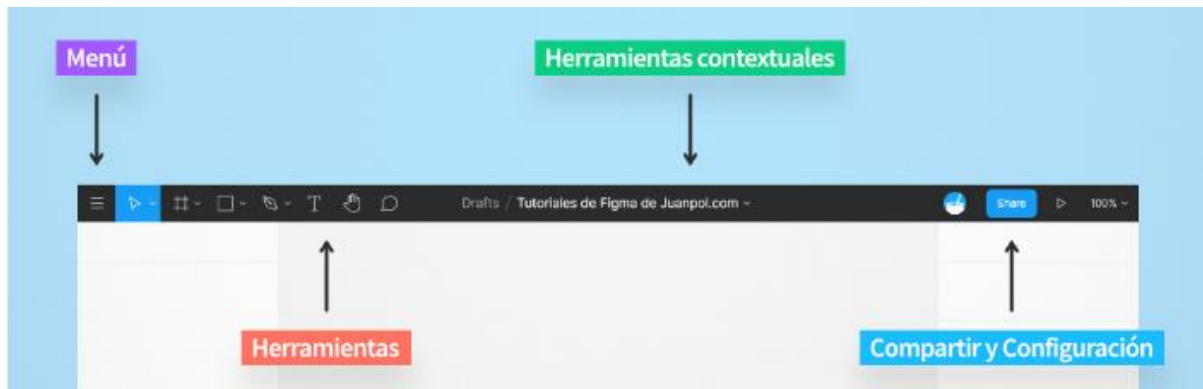 Menú
Herramientas contextuales
T
Drafts / Tutoriales de Figma de Juanpol.com
Share
100%
Herramientas
Compartir y Configuración